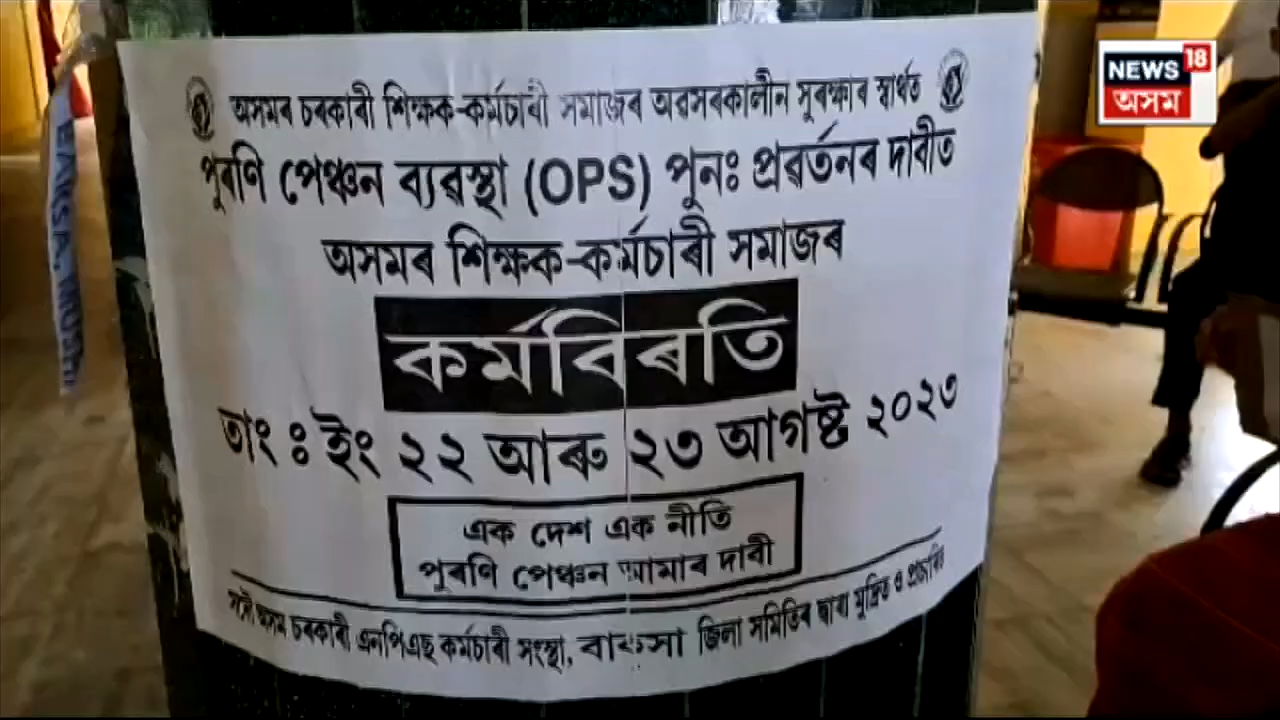 অসমৰ চৰকাৰী শিক্ষক-কৰ্মচাৰী সমাজৰ অৱসৰকালীন সুৰক্ষাৰ স্বাৰ্থত
পুৰণি পেঞ্চন ব্যৱস্থা (OPS) পুনঃ প্ৰৱৰ্তনৰ দাবীত
অসমৰ শিক্ষক-কৰ্মচাৰী সমাজৰ
কৰ্মবিৰতি
তাং ঃ ইং ২২ আৰু ২৩ আগষ্ট ২০২৩
এক দেশ এক নীতি
পুৰণি পেঞ্চন আমাৰ দাবী
অসম চৰকাৰী এনপিএছ কৰ্মচাৰী সংস্থা, বাকসা জিলা সমিতিৰ দ্বাৰা মুদ্ৰিত ও প্ৰচাৰিত
NEWS 18
অসম